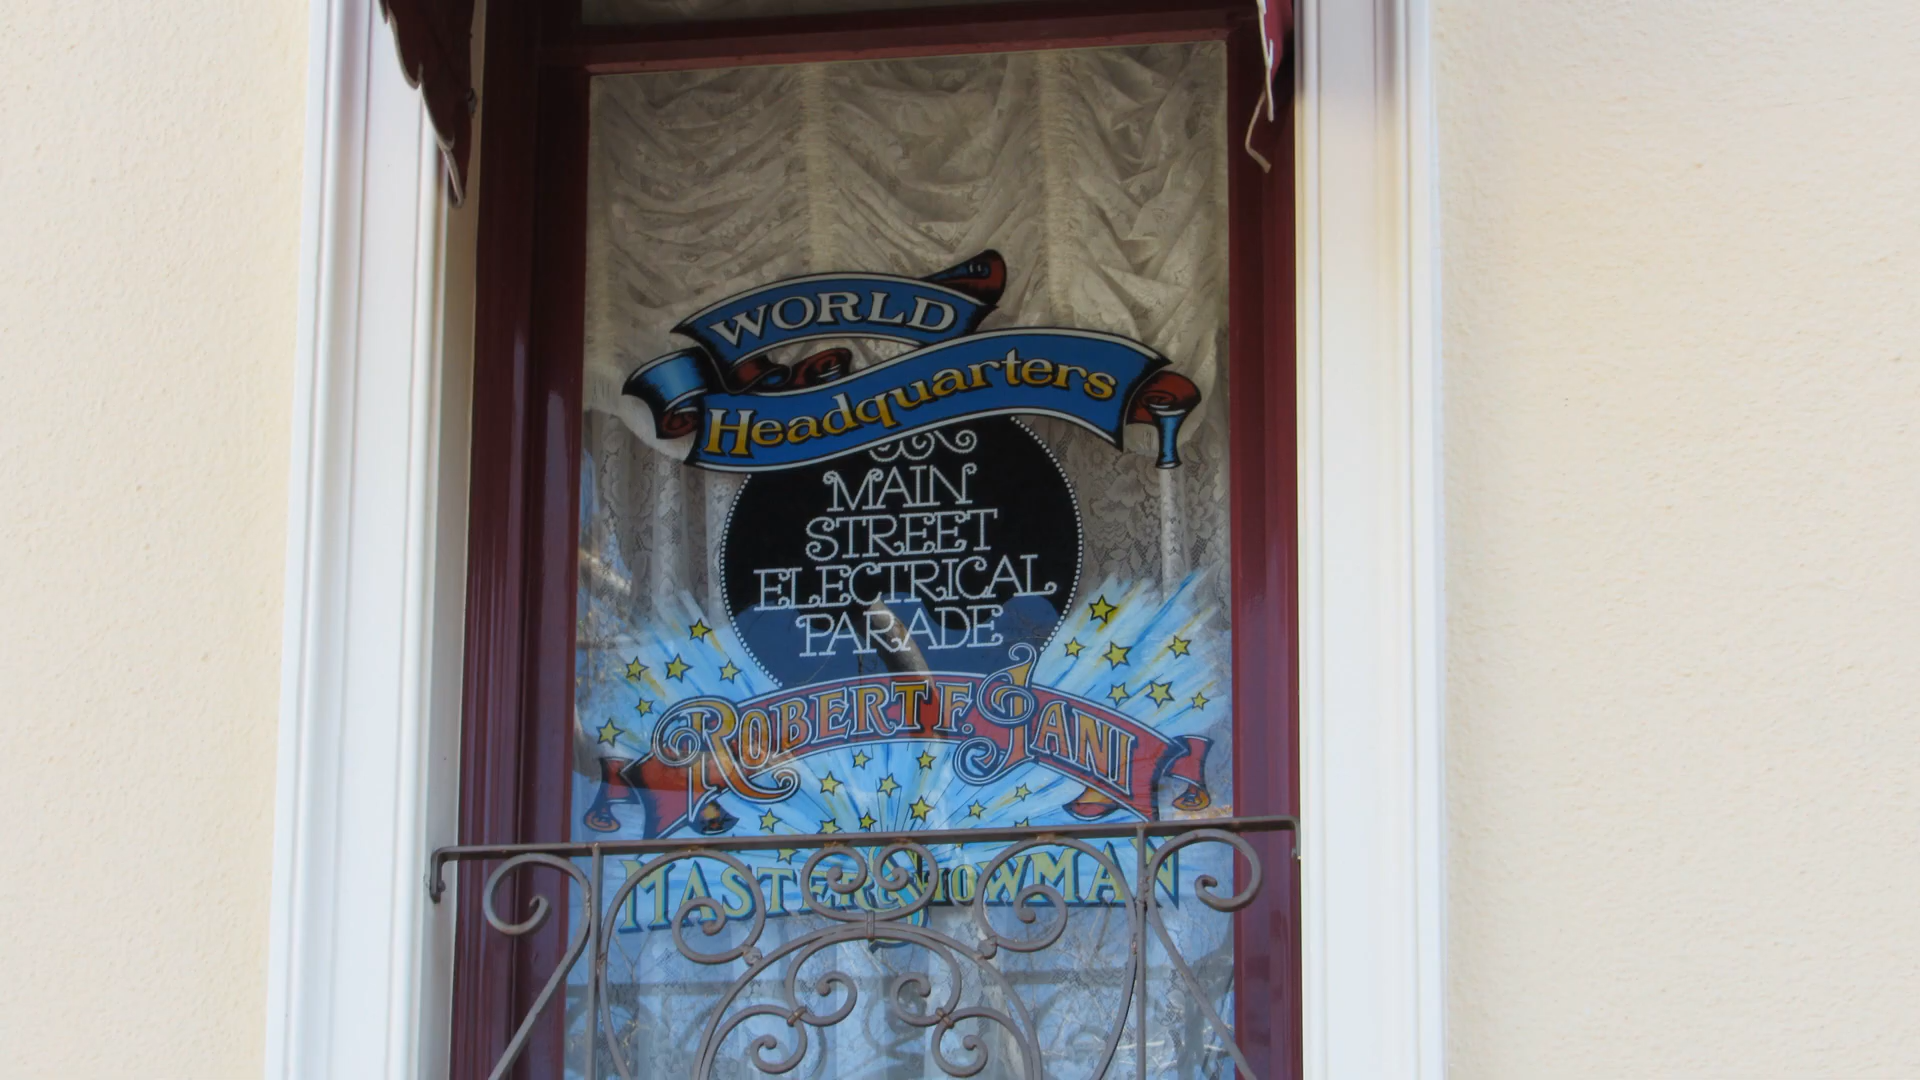 WORLD
Headquarters
MAIN
STREET
ELECTRICAL
PARADE
ROBERT F. JANI
MASTER SHOWMAN